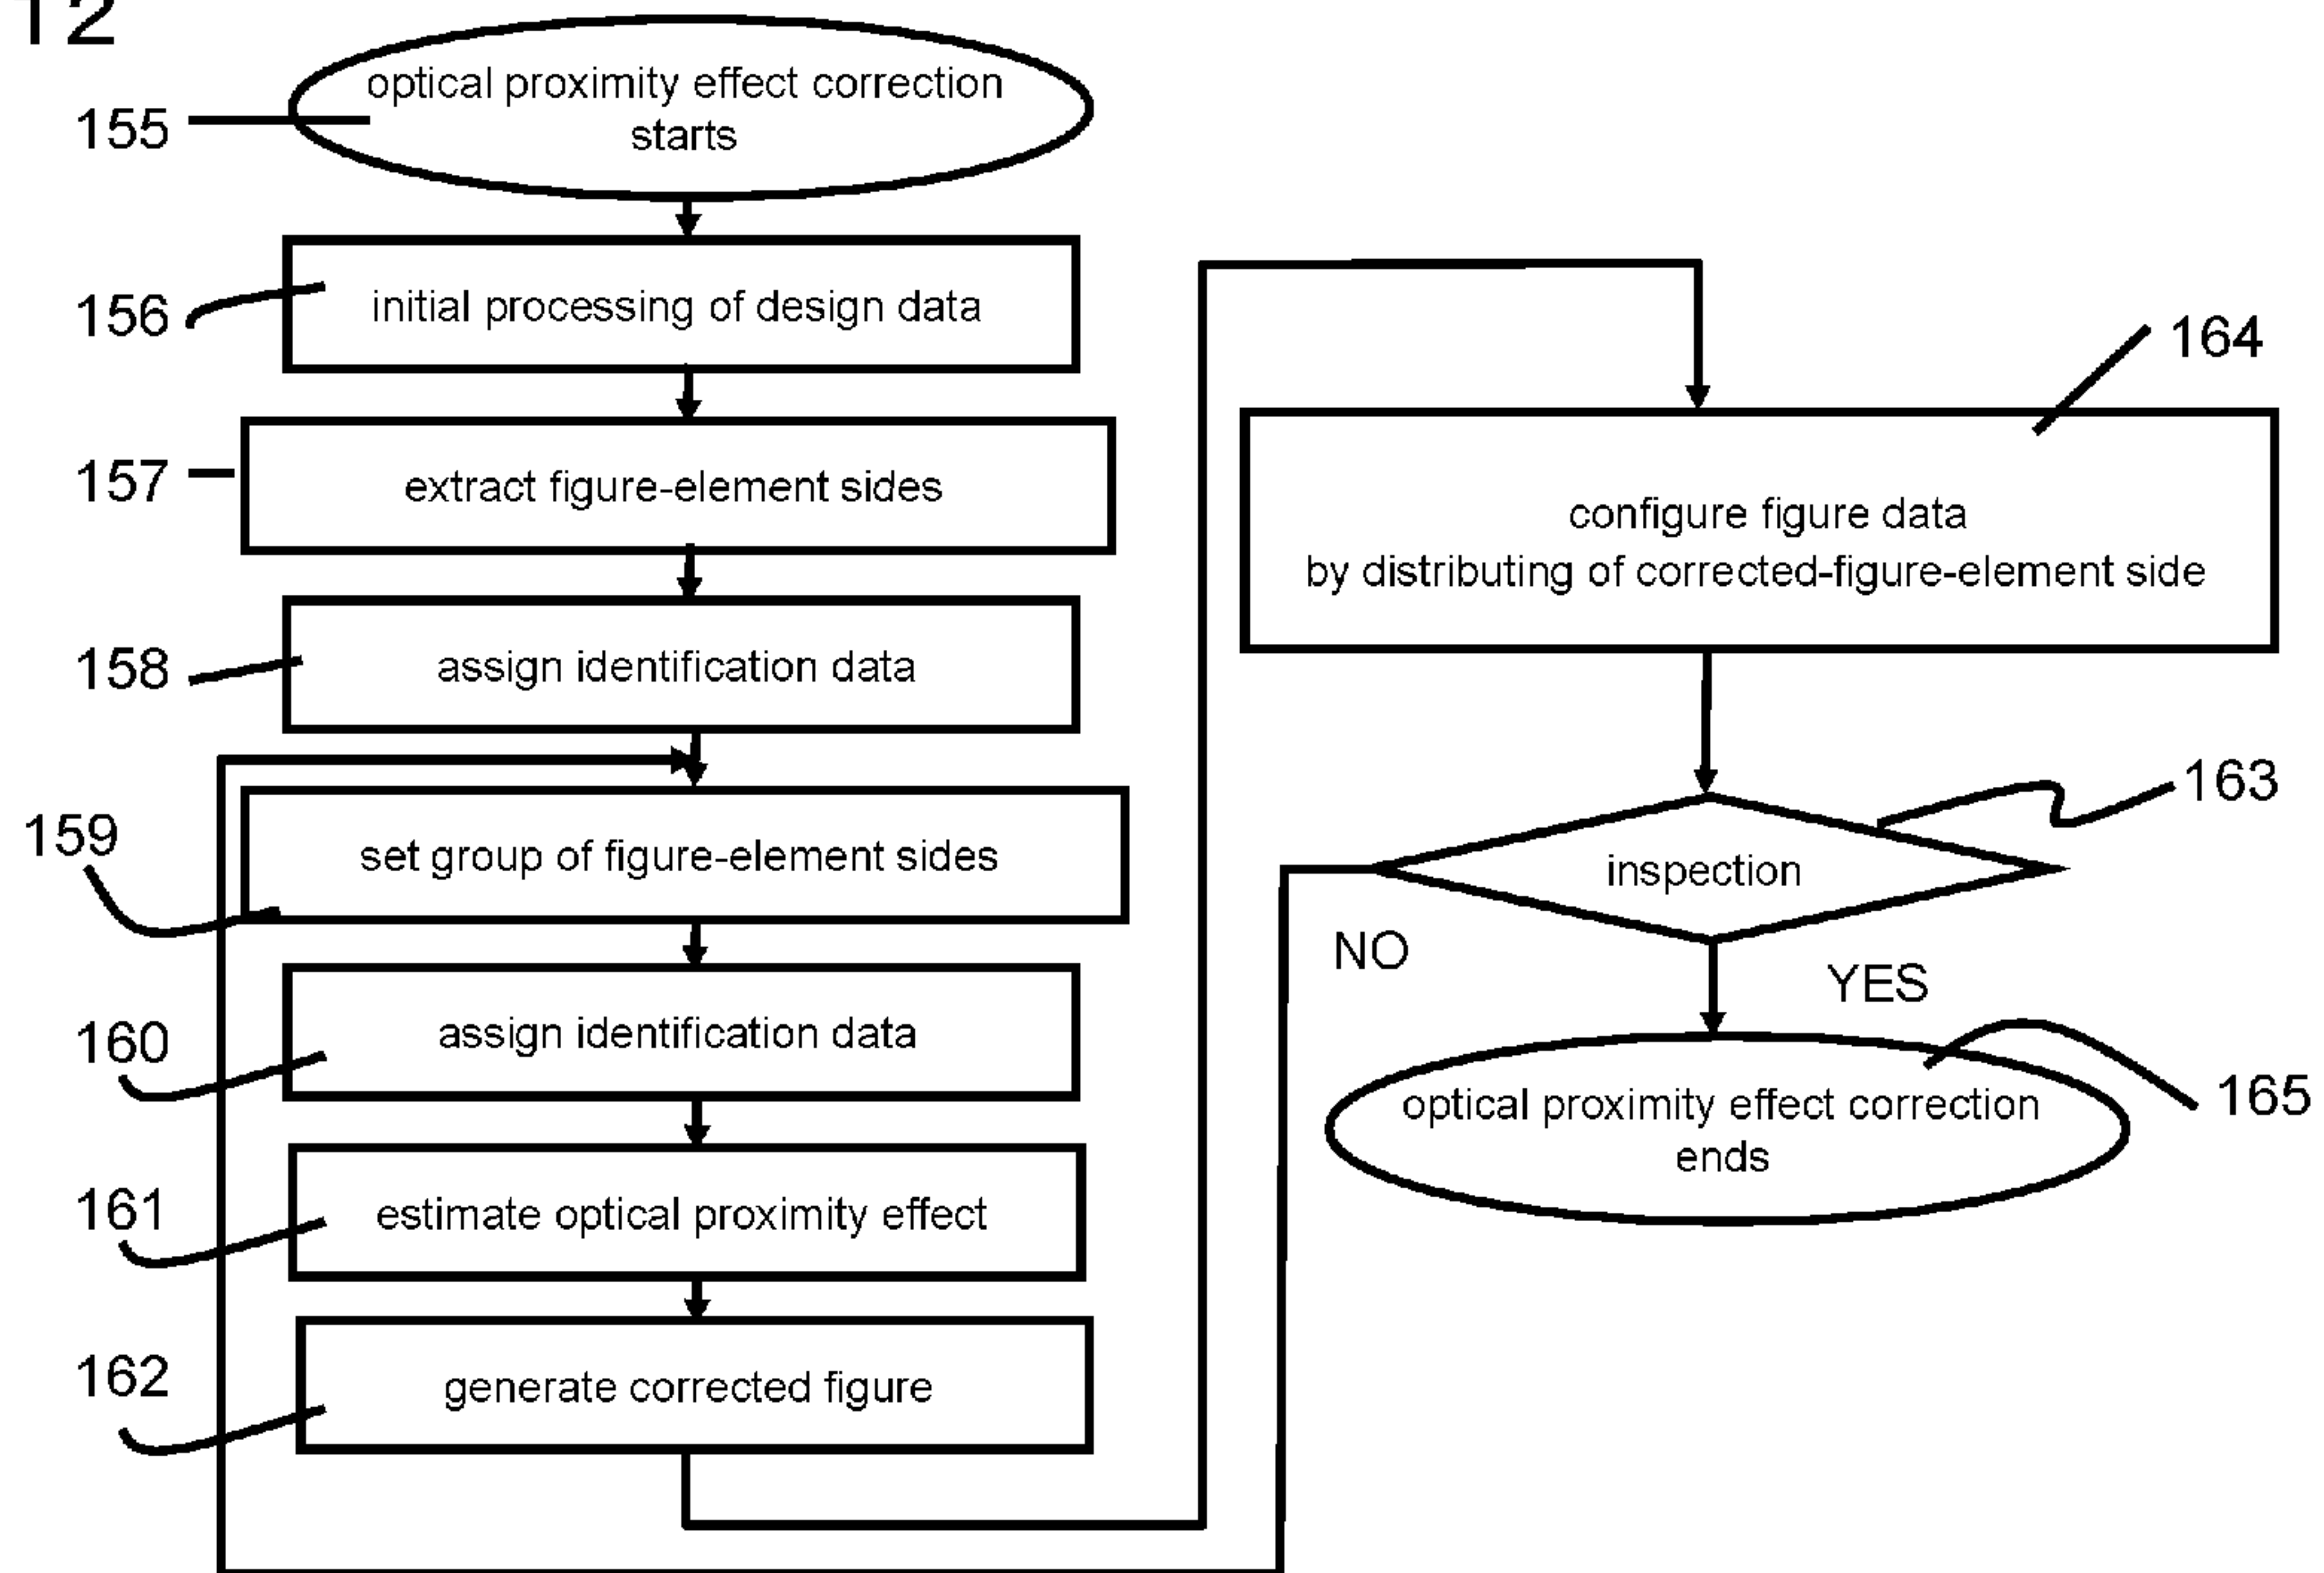 12
optical proximity effect correction
starts
155
156
initial processing of design data
157
extract figure-element sides
158
assign identification data
159
set group of figure-element sides
160
assign identification data
161
estimate optical proximity effect
162
generate corrected figure
164
configure figure data
by distributing of corrected-figure-element side
163
inspection
NO
YES
165
optical proximity effect correction
ends